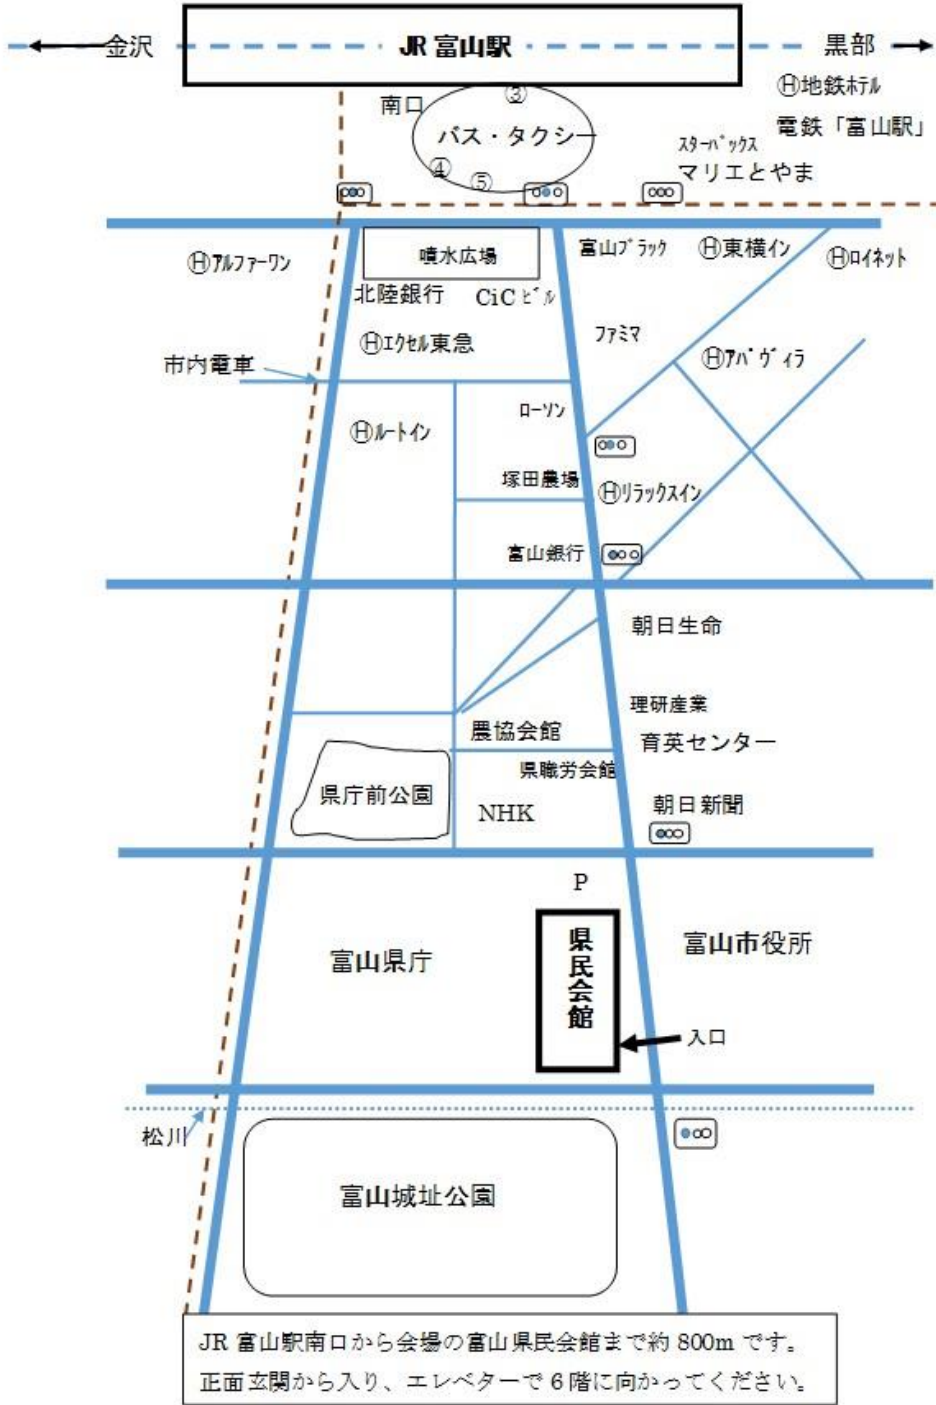 金沢
JR 富山駅
黒部
Ⓗ地鉄ホテル
南口
③
バス・タクシー
電鉄「富山駅」
スターバックス
マリエとやま
④
⑤
Ⓗアルファーワン
噴水広場
富山ブラック
Ⓗ東横イン
Ⓗロイネット
北陸銀行
CiC ビル
Ⓗエクセル東急
ファミマ
Ⓗアパヴィラ
市内電車
ローソン
Ⓗルートイン
塚田農場
Ⓗリラックスイン
富山銀行
朝日生命
理研産業
農協会館
育英センター
県職労会館
県庁前公園
NHK
朝日新聞
P
富山県庁
県民会館
富山市役所
入口
松川
富山城址公園
JR 富山駅南口から会場の富山県民会館まで約 800m です。
正面玄関から入り、エレベターで 6 階に向かってください。